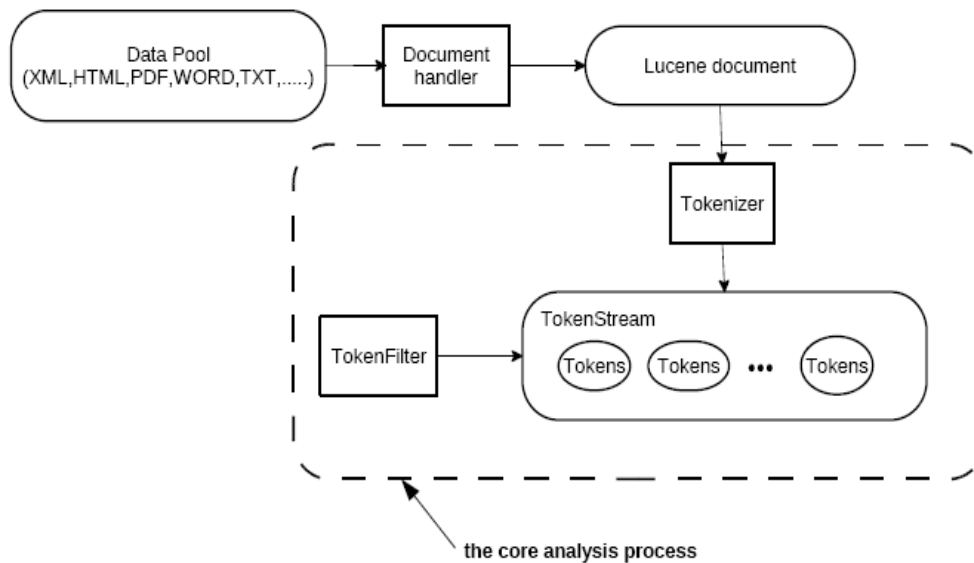 Data Pool
(XML,HTML,PDF,WORD,TXT,.....)
Document
handler
Lucene document
Tokenizer
TokenStream
TokenFilter
Tokens
Tokens
•••
Tokens
the core analysis process